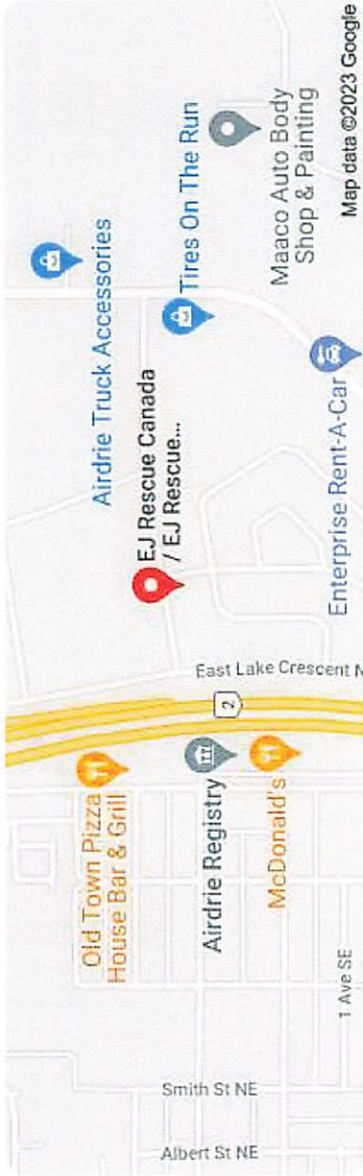 Airdrie Truck Accessories
Tires On The Run
Maaco Auto Body
Shop & Painting
EJ Rescue Canada
/ EJ Rescue...
Enterprise Rent-A-Car
East Lake Crescent N
2
Old Town Pizza
House Bar & Grill
Airdrie Registry
McDonald's
1 Ave SE
Smith St NE
Albert St NE
Map data ©2023 Google